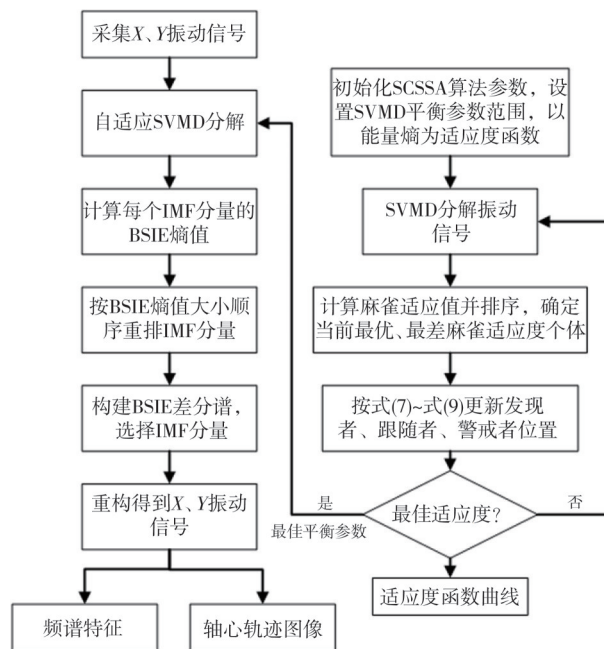 采集X、Y振动信号
自适应SVMD分解
计算每个IMF分量的
BSIE熵值
按BSIE熵值大小顺
序重排IMF分量
构建BSIE差分谱，
选择IMF分量
重构得到X、Y振动
信号
频谱特征
轴心轨迹图像
初始化SCSSA算法参数，设
置SVMD平衡参数范围，以
能量熵为适应度函数
SVMD分解振动
信号
计算麻雀适应值并排序，确定
当前最优、最差麻雀适应度个体
按式(7)~式(9)更新发现
者、跟随者、警戒者位置
最佳适应度？
是
最佳平衡参数
否
适应度函数曲线